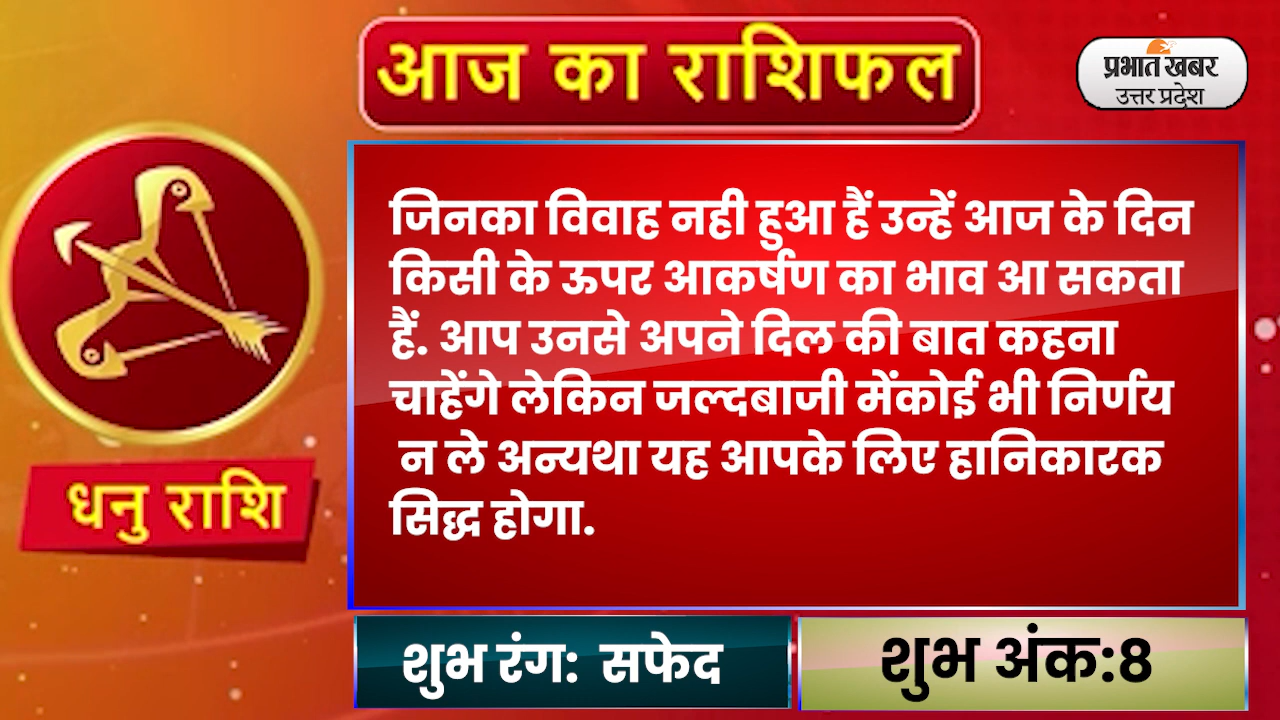 आज का राशिफल
प्रभात खबर
उत्तर प्रदेश
जिनका विवाह नही हुआ हैं उन्हें आज के दिन
किसी के ऊपर आकर्षण का भाव आ सकता
हैं. आप उनसे अपने दिल की बात कहना
चाहेंगे लेकिन जल्दबाजी मेंकोई भी निर्णय
न ले अन्यथा यह आपके लिए हानिकारक
सिद्ध होगा.
धनु राशि
शुभ रंग: सफेद
शुभ अंक:8